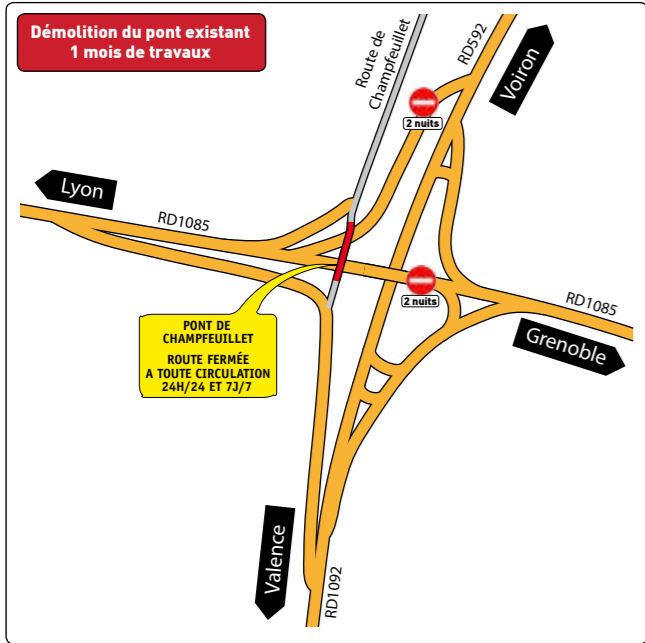 Démolition du pont existant
1 mois de travaux
Route de
Champfeuillet
RD592
Voiron
2 nuits
Lyon
RD1085
2 nuits
RD1085
Grenoble
PONT DE
CHAMPFEUILLET
ROUTE FERMÉE
A TOUTE CIRCULATION
24H/24 ET 7J/7
Valence
RD1092